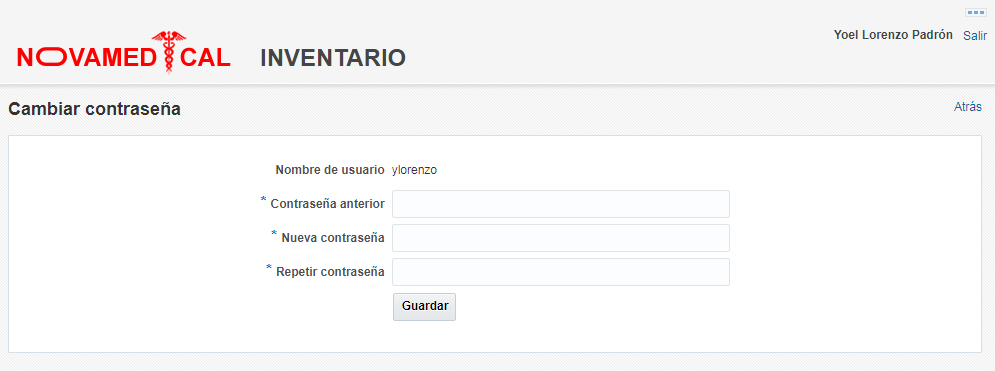 Yoel Lorenzo Padrón Salir
NOVAMEDICAL INVENTARIO
Cambiar contraseña Atrás
Nombre de usuario ylorenzo
* Contraseña anterior
* Nueva contraseña
* Repetir contraseña
Guardar